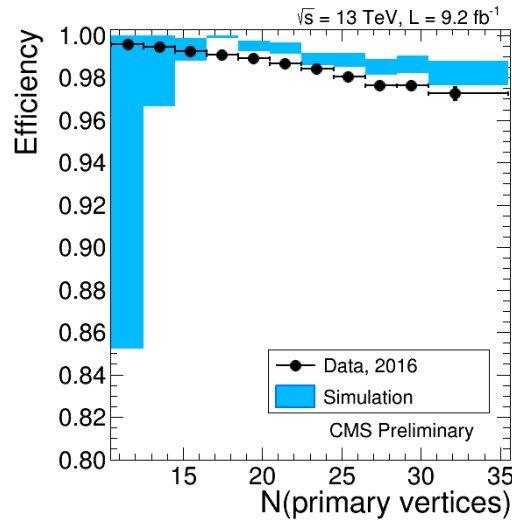 √s = 13 TeV, L = 9.2 fb⁻¹
Efficiency
1.00
0.98
0.96
0.94
0.92
0.90
0.88
0.86
0.84
0.82
0.80
Data, 2016
Simulation
CMS Preliminary
15 20 25 30 35
N(primary vertices)